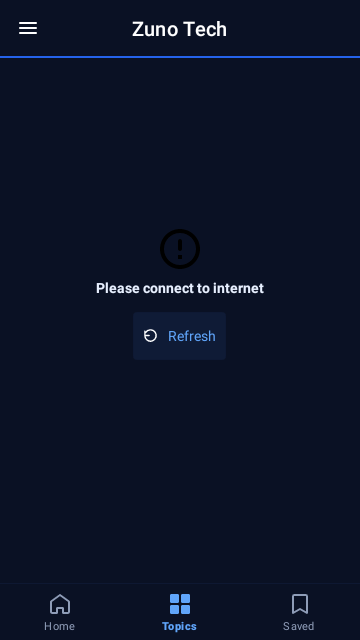 Zuno Tech
Please connect to internet
Refresh
Home
Topics
Saved